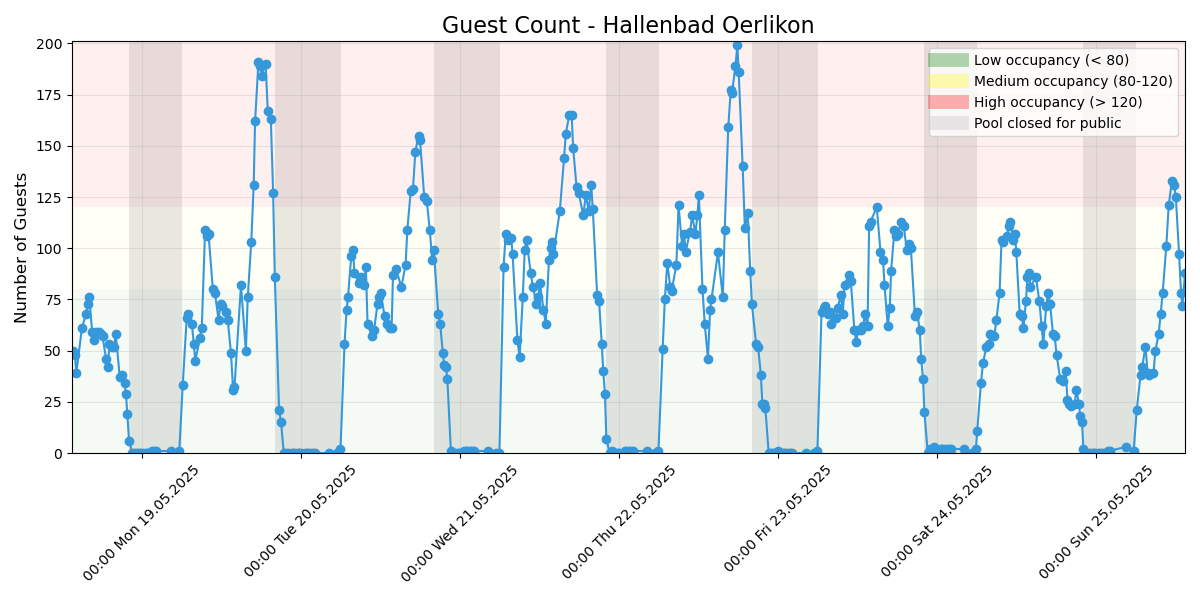 Guest Count - Hallenbad Oerlikon
Number of Guests
200
175
150
125
100
75
50
25
0
Low occupancy (< 80)
Medium occupancy (80-120)
High occupancy (> 120)
Pool closed for public
00:00 Mon 19.05.2025
00:00 Tue 20.05.2025
00:00 Wed 21.05.2025
00:00 Thu 22.05.2025
00:00 Fri 23.05.2025
00:00 Sat 24.05.2025
00:00 Sun 25.05.2025